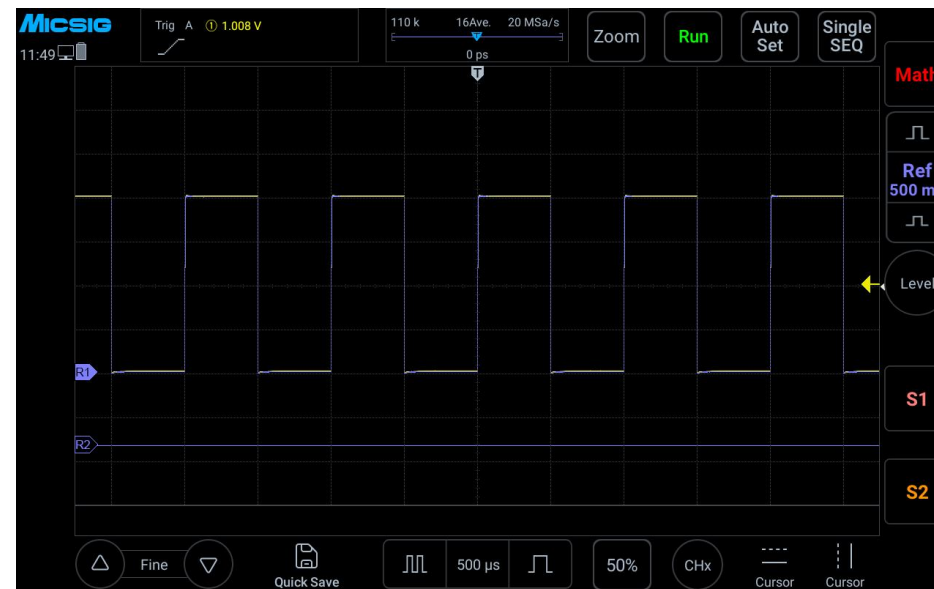 Micsig
11:49
Trig A ① 1.008 V
110 k 16Ave. 20 MSa/s
0 ps
T
Zoom
Run
Auto
Set
Single
SEQ
Math
Ref
500 m
Level
R1
S1
R2
S2
Fine
Quick Save
500 µs
50%
CHx
Cursor
Cursor